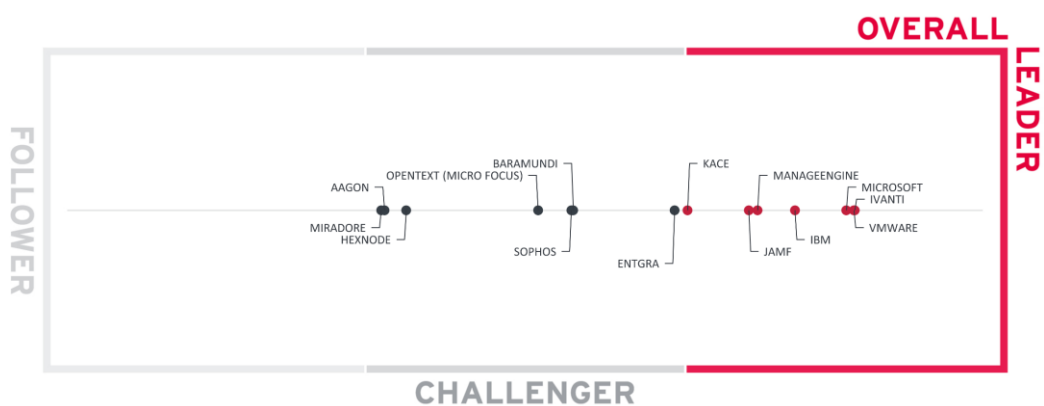 OVERALL
LEADER
FOLLOWER
BARAMUNDI
KACE
OPENTEXT (MICRO FOCUS)
MANAGEENGINE
AAGON
MICROSOFT
IVANTI
MIRADORE
VMWARE
HEXNODE
IBM
SOPHOS
JAMF
ENTGRA
CHALLENGER